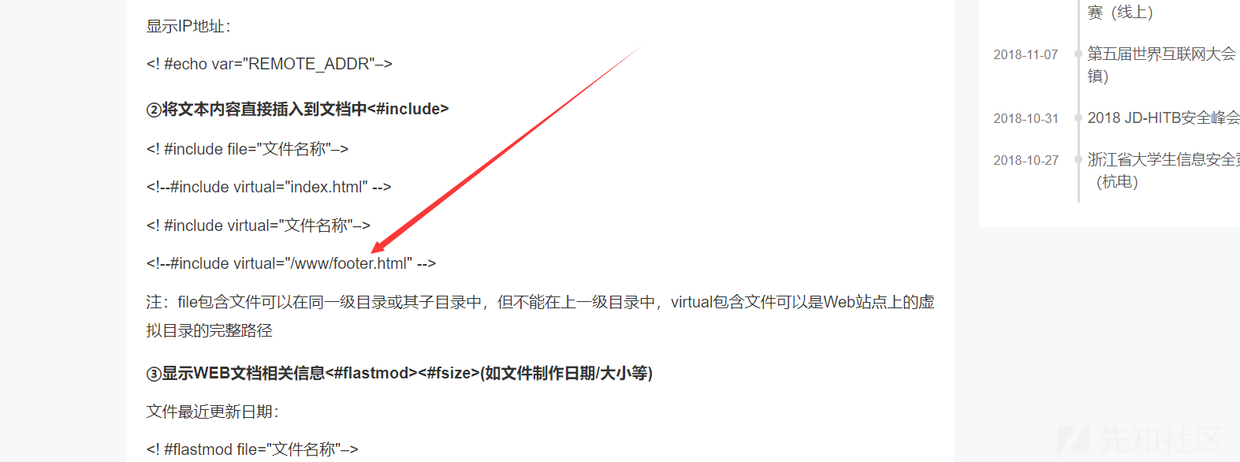 显示IP地址：
<! #echo var="REMOTE_ADDR"–>
②将文本内容直接插入到文档中<#include>
<! #include file="文件名称"–>
<!--#include virtual="index.html" -->
<! #include virtual="文件名称"–>
<!--#include virtual="/www/footer.html" -->
注：file包含文件可以在同一级目录或其子目录中，但不能在上一级目录中，virtual包含文件可以是Web站点上的虚
拟目录的完整路径
③显示WEB文档相关信息<#flastmod><#fsize>(如文件制作日期/大小等)
文件最近更新日期：
<! #flastmod file="文件名称"–>
赛（线上）
2018-11-07 第五届世界互联网大会
镇）
2018-10-31 2018 JD-HITB安全峰会
2018-10-27 浙江省大学生信息安全竞
（杭电）
先知社区